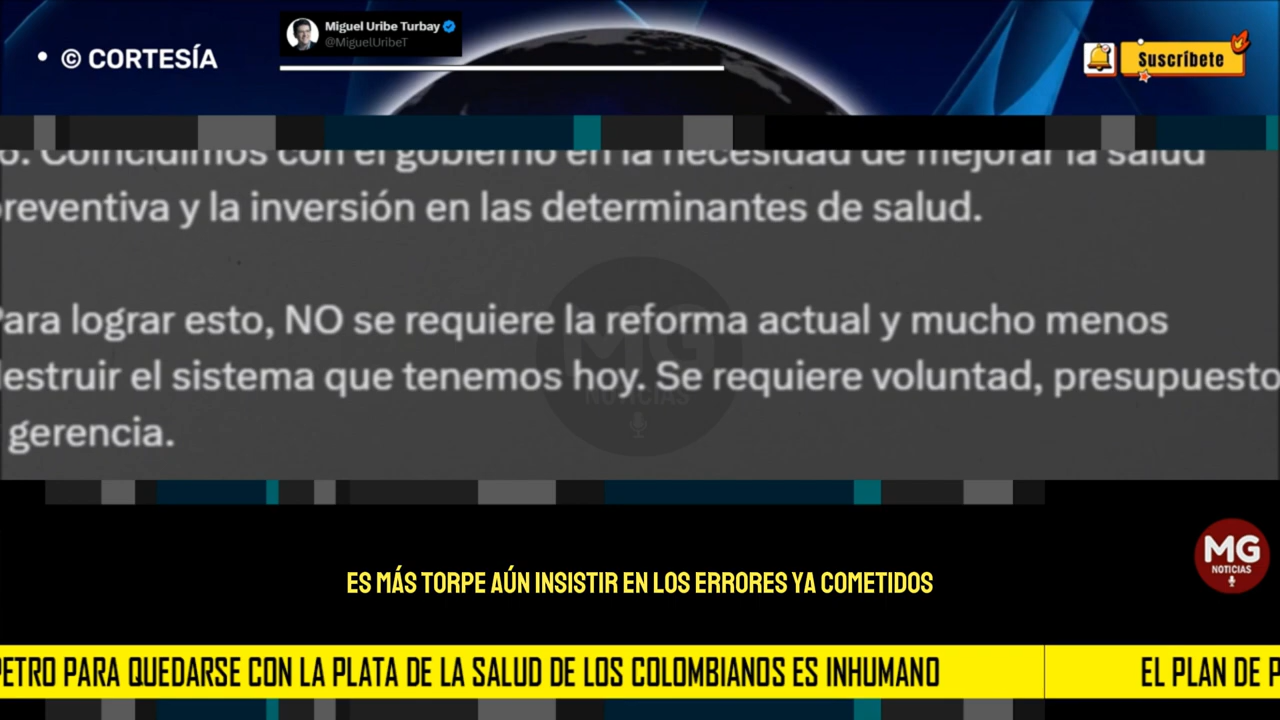 • © CORTESÍA
Miguel Uribe Turbay
@MiguelUribeT
Suscríbete
6. Coincidimos con el gobierno en la necesidad de mejorar la salud
preventiva y la inversión en las determinantes de salud.
Para lograr esto, NO se requiere la reforma actual y mucho menos
destruir el sistema que tenemos hoy. Se requiere voluntad, presupuesto
gerencia.
MG
NOTICIAS
ES MÁS TORPE AÚN INSISTIR EN LOS ERRORES YA COMETIDOS
MG
NOTICIAS
PETRO PARA QUEDARSE CON LA PLATA DE LA SALUD DE LOS COLOMBIANOS ES INHUMANO
EL PLAN DE P